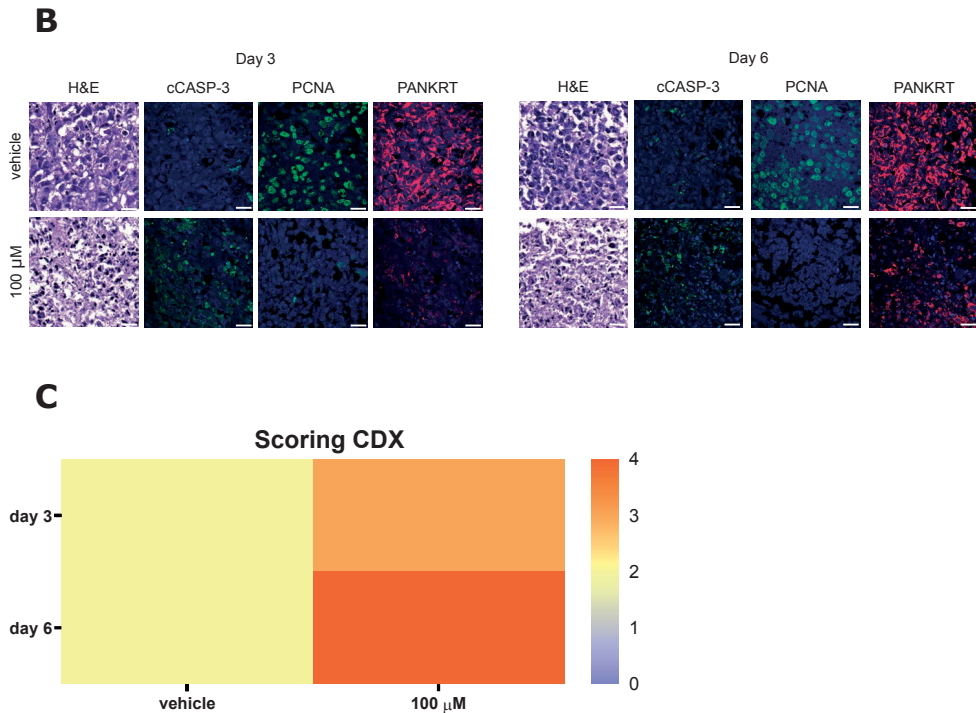 B
Day 3 Day 6
H&E cCASP-3 PCNA PANKRT H&E cCASP-3 PCNA PANKRT
vehicle
100 µM
C
Scoring CDX
4
3
day 3
2
day 6
1
0
vehicle 100 µM